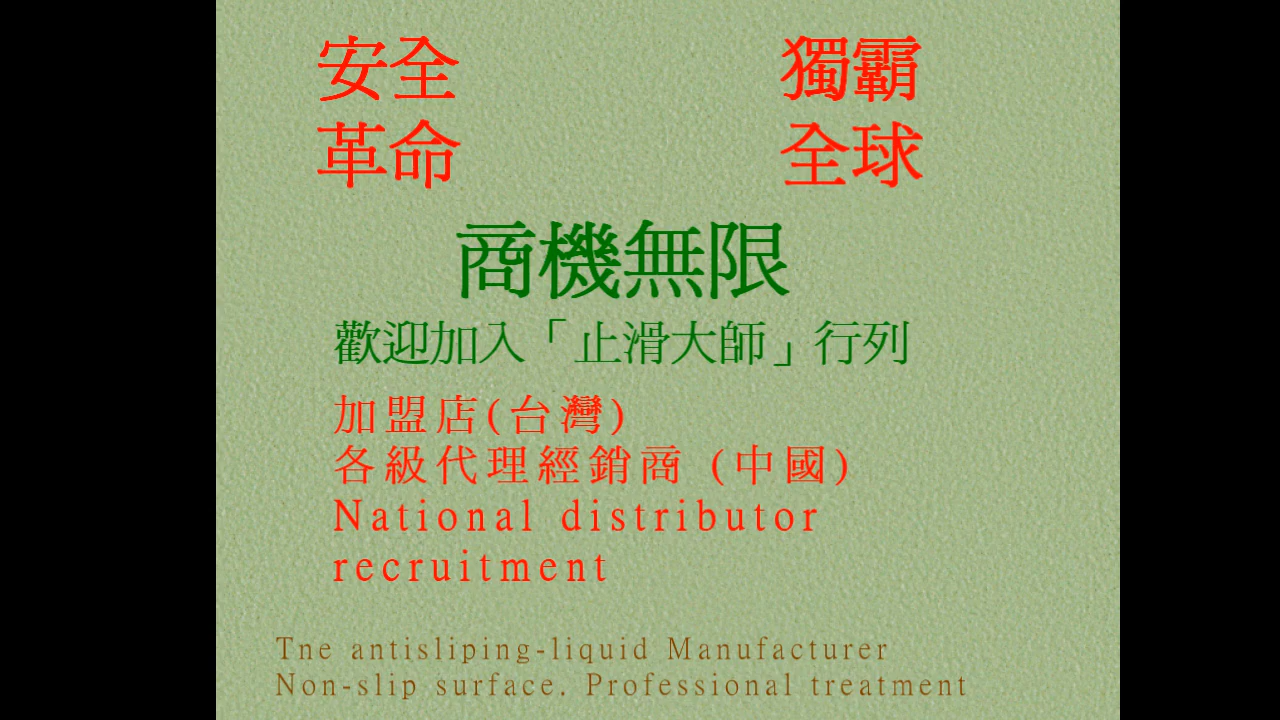 安全
革命
獨霸
全球
商機無限
歡迎加入「止滑大師」行列
加盟店(台灣)
各級代理經銷商 (中國)
National distributor
recruitment
Tne antisliping-liquid Manufacturer
Non-slip surface. Professional treatment